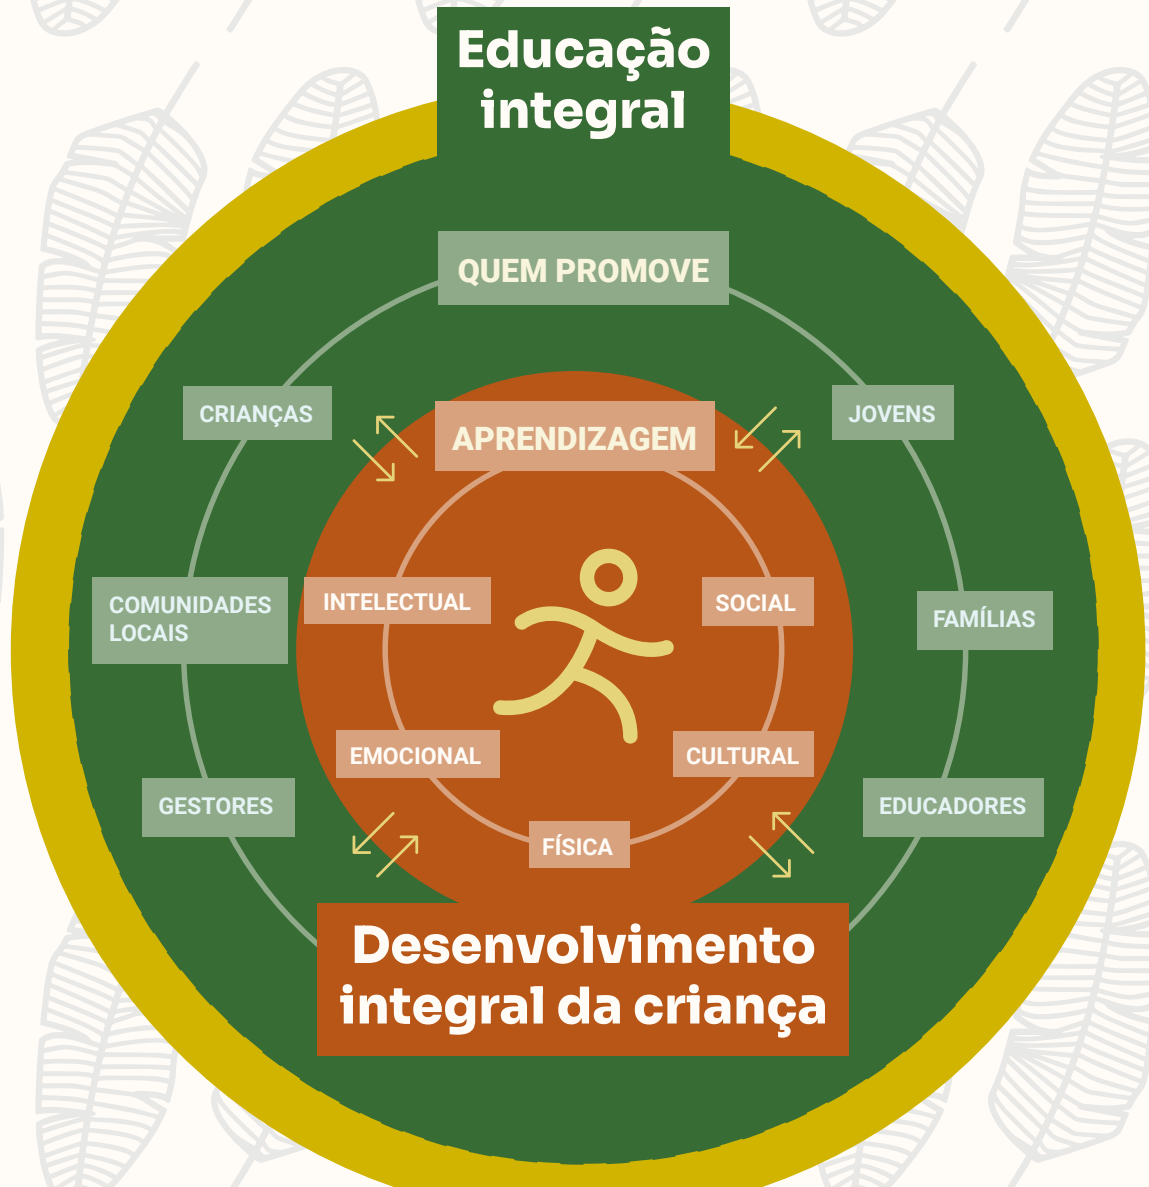 Educação
integral
QUEM PROMOVE
CRIANÇAS
JOVENS
APRENDIZAGEM
COMUNIDADES
LOCAIS
INTELECTUAL
SOCIAL
FAMÍLIAS
EMOCIONAL
CULTURAL
GESTORES
EDUCADORES
FÍSICA
Desenvolvimento
integral da criança